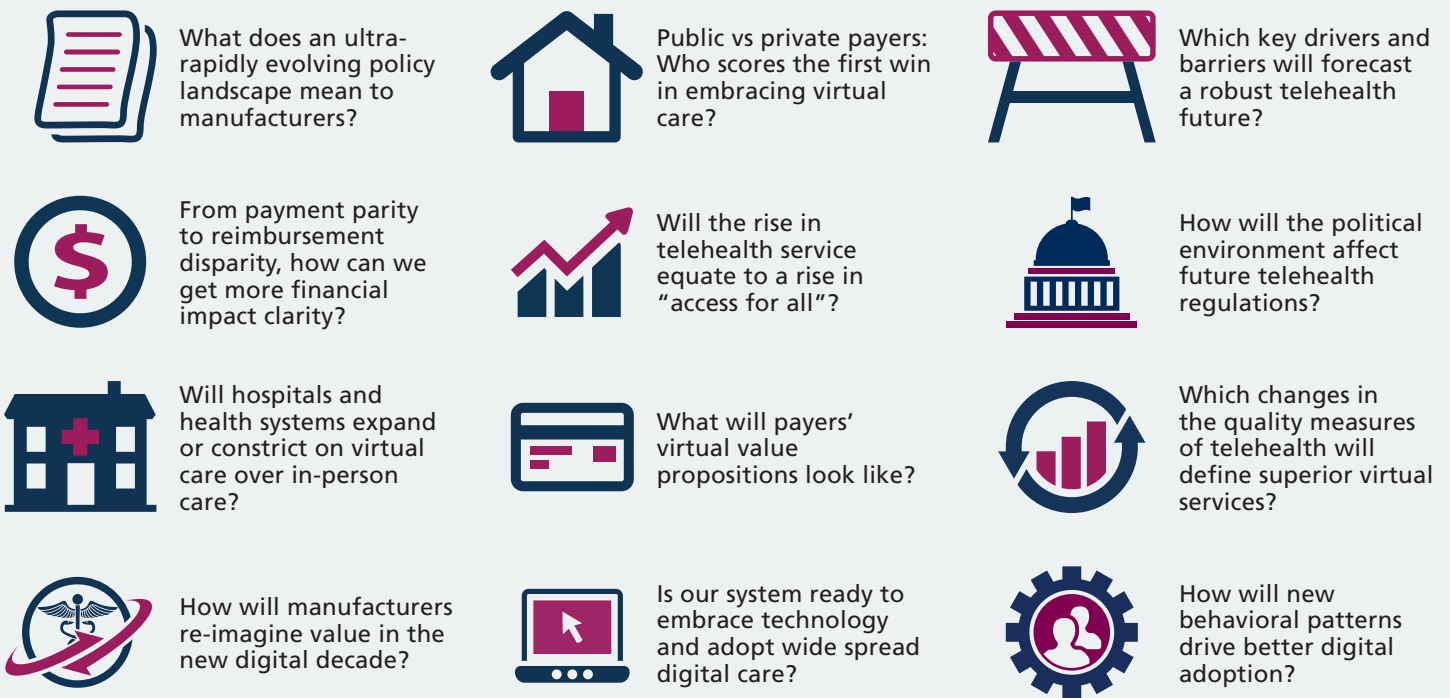 What does an ultra-
rapidly evolving policy
landscape mean to
manufacturers?
Public vs private payers:
Who scores the first win
in embracing virtual
care?
Which key drivers and
barriers will forecast
a robust telehealth
future?
From payment parity
to reimbursement
disparity, how can we
get more financial
impact clarity?
Will the rise in
telehealth service
equate to a rise in
“access for all”?
How will the political
environment affect
future telehealth
regulations?
Will hospitals and
health systems expand
or constrict on virtual
care over in-person
care?
What will payers’
virtual value
propositions look like?
Which changes in
the quality measures
of telehealth will
define superior virtual
services?
How will manufacturers
re-imagine value in the
new digital decade?
Is our system ready to
embrace technology
and adopt wide spread
digital care?
How will new
behavioral patterns
drive better digital
adoption?